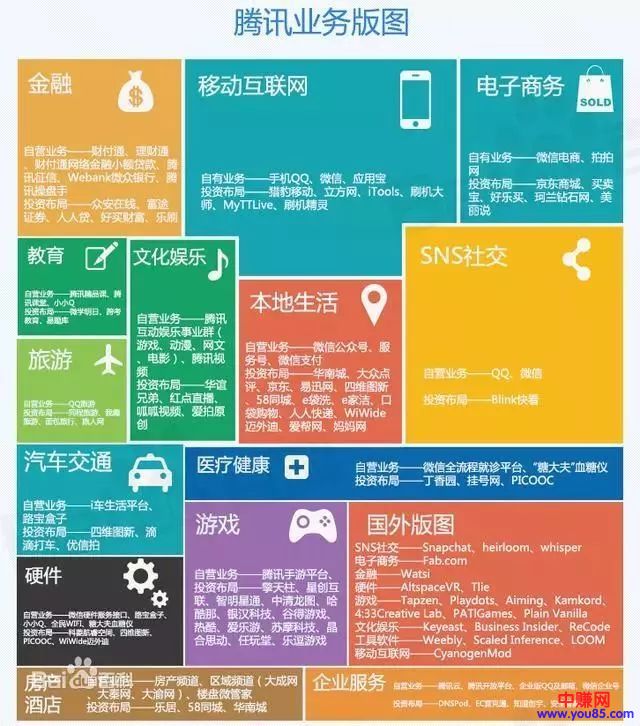 腾讯业务版图
金融
自营业务——财付通、理财通
、财付通网络金融小额贷款、腾
讯征信、Webank微众银行、腾
讯操盘手
投资布局——众安在线、富途
证券、人人贷、好买财富、乐刷
移动互联网
自有业务——手机QQ、微信、应用宝
投资布局——猎豹移动、立方网、iTools、刷机大
师、MyTTLive、刷机精灵
电子商务
SOLD
自有业务——微信电商、拍拍
网
投资布局——京东商城、买卖
宝、好乐买、珂兰钻石网、美
丽说
教育
自营业务——腾讯精品课、腾
讯课堂、小小Q
投资布局——微学明日、跨考
教育、易题库
文化娱乐
自营业务——腾讯
互动娱乐事业群(
游戏、动漫、网文
、电影)、腾讯视
频
投资布局——华谊
兄弟、红点直播、
呱呱视频、爱拍原
创
本地生活
自营业务——微信公众号、服
务号、微信支付
投资布局——华南城、大众点
评、京东、易迅网、四维图新
、58同城、e袋洗、e家洁、口
袋购物、人人快递、WiWide
迈外迪、爱帮网、妈妈网
SNS社交
自营业务——QQ、微信
投资布局——Blink快看
旅游
自营业务——QQ旅游
投资布局——同程旅游、我趣
旅游、面包旅行、旅人网
汽车交通
自营业务——i车生活平台、
路宝盒子
投资布局——四维图新、滴
滴打车、优信拍
医疗健康
自营业务——微信全流程就诊平台、“糖大夫”血糖仪
投资布局——丁香园、挂号网、PICOOC
硬件
自营业务——微信硬件服务接口、路宝盒子、
小小Q、全民WIFI、糖大夫血糖仪
投资布局——科菱航睿空间、四维图新、
PICOOC、WiWide迈外迪
游戏
自营业务——腾讯手游平台、
投资布局——擎天柱、星创互
联、智明星通、中清龙图、哈
酷那、银汉科技、谷得游戏、
热酷、爱乐游、苏摩科技、晶
合思动、任玩堂、乐逗游戏
国外版图
SNS社交——Snapchat、heirloom、whisper
电子商务——Fab.com
金融——Watsi
硬件——AltspaceVR、Tlie
游戏——Tapzen、Playdots、Aiming、Kamkord、
4:33Creative Lab、PATIGames、Plain Vanilla
文化娱乐——Keyeast、Business Insider、ReCode
工具软件——Weebly、Scaled Inference、LOOM
移动互联网——CyanogenMod
房产
酒店
自营业务——房产频道、区域频道（大成网
、大秦网、大渝网）、楼盘微管家
投资布局——乐居、58同城、华南城
企业服务
自营业务——腾讯云、腾讯开放平台、企业版QQ及邮箱、微信企业号
投资布局——DNSPod、EC营客通、知道创宇、
Baidu百科
中赚网
www.you85.com